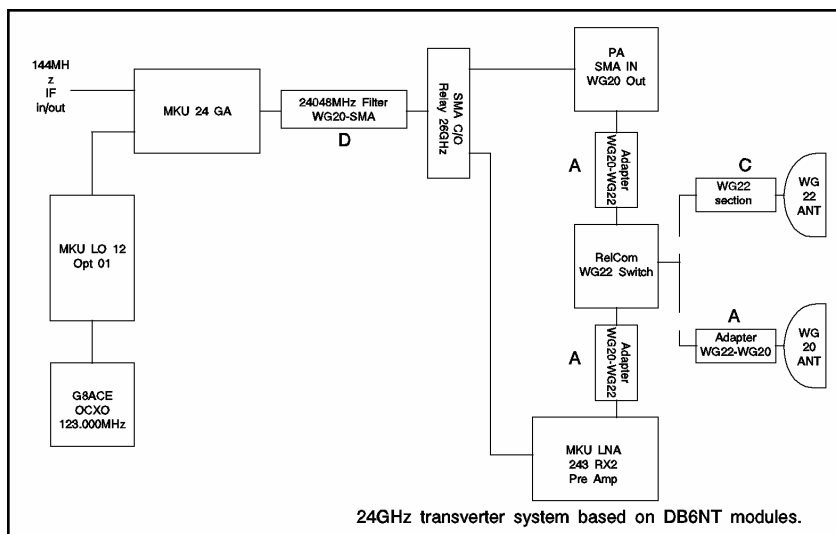 144MH
z
IF
in/out
MKU 24 GA
24048MHz Filter
WG20-SMA
D
SMA C/O
Relay 26GHz
PA
SMA IN
WG20 Out
A
Adapter
WG20-WG22
C
WG22
section
WG
22
ANT
MKU LO 12
Opt 01
RelCom
WG22 Switch
A
Adapter
WG22-WG20
WG
20
ANT
A
Adapter
WG20-WG22
G8ACE
OCXO
123.000MHz
MKU LNA
243 RX2
Pre Amp
24GHz transverter system based on DB6NT modules.